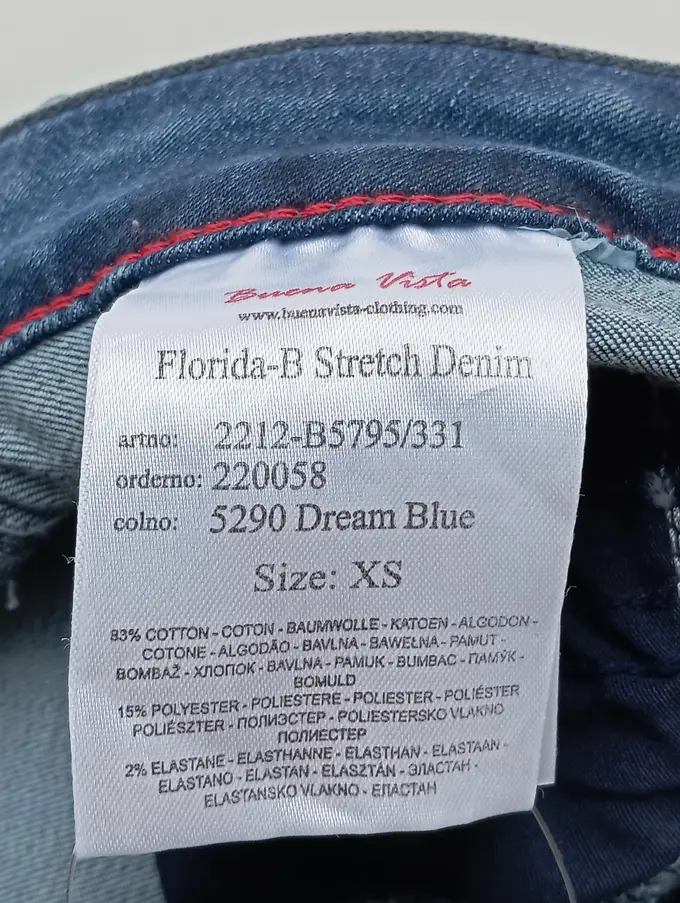 Buena Vista
www.buenavista-clothing.com
Florida-B Stretch Denim
artno: 2212-B5795/331
orderno: 220058
colno: 5290 Dream Blue
Size: XS
83% COTTON - COTON - BAUMWOLLE - KATOEN - ALGODON -
COTONE - ALGODÃO - BAVLNA - BAWEŁNA - PAMUT -
BOMBAŽ - ХЛОПОК - BAVLNA - PAMUK - BUMBAC - ПАМУК -
BOMULD
15% POLYESTER - POLIESTERE - POLIESTER - POLIÉSTER
POLIÉSZTER - ПОЛИЭСТЕР - POLIESTERSKO VLAKNO
ПОЛИЕСТЕР
2% ELASTANE - ELASTHANNE - ELASTHAN - ELASTAAN -
ELASTANO - ELASTAN - ELASZTÁN - ЭЛАСТАН -
ELASTANSKO VLAKNO - ЕЛАСТАН